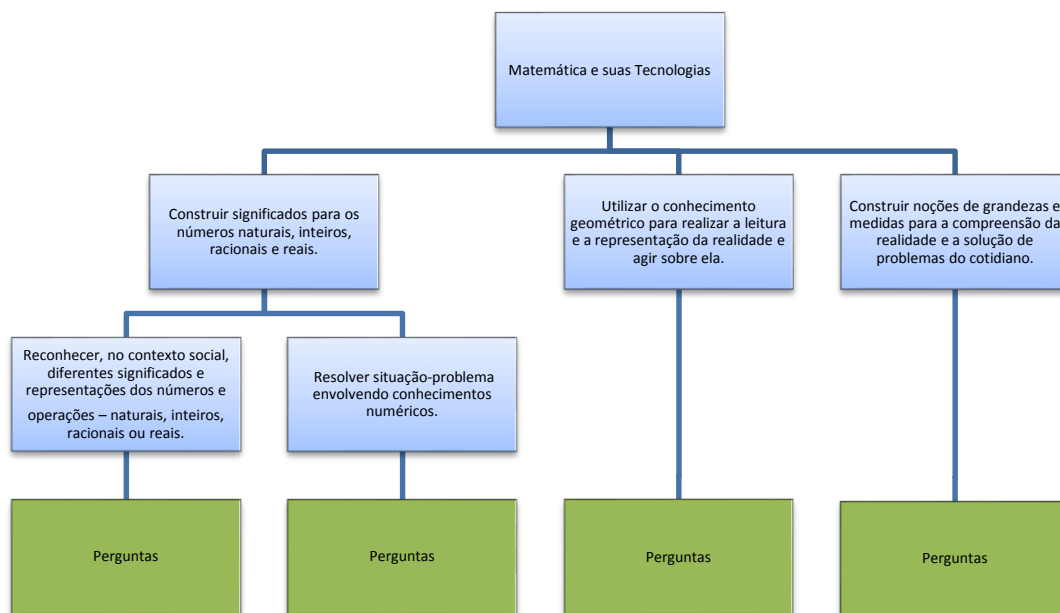 Matemática e suas Tecnologias
Construir significados para os
números naturais, inteiros,
racionais e reais.
Utilizar o conhecimento
geométrico para realizar a leitura
e a representação da realidade e
agir sobre ela.
Construir noções de grandezas e
medidas para a compreensão da
realidade e a solução de
problemas do cotidiano.
Reconhecer, no contexto social,
diferentes significados e
representações dos números e
operações – naturais, inteiros,
racionais ou reais.
Resolver situação-problema
envolvendo conhecimentos
numéricos.
Perguntas
Perguntas
Perguntas
Perguntas